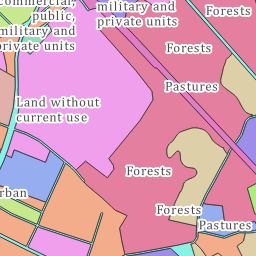 commercial,
public,
military and
private units
military and
private units
Forests
Forests
Pastures
Land without
current use
Forests
rban
Forests
Pastures